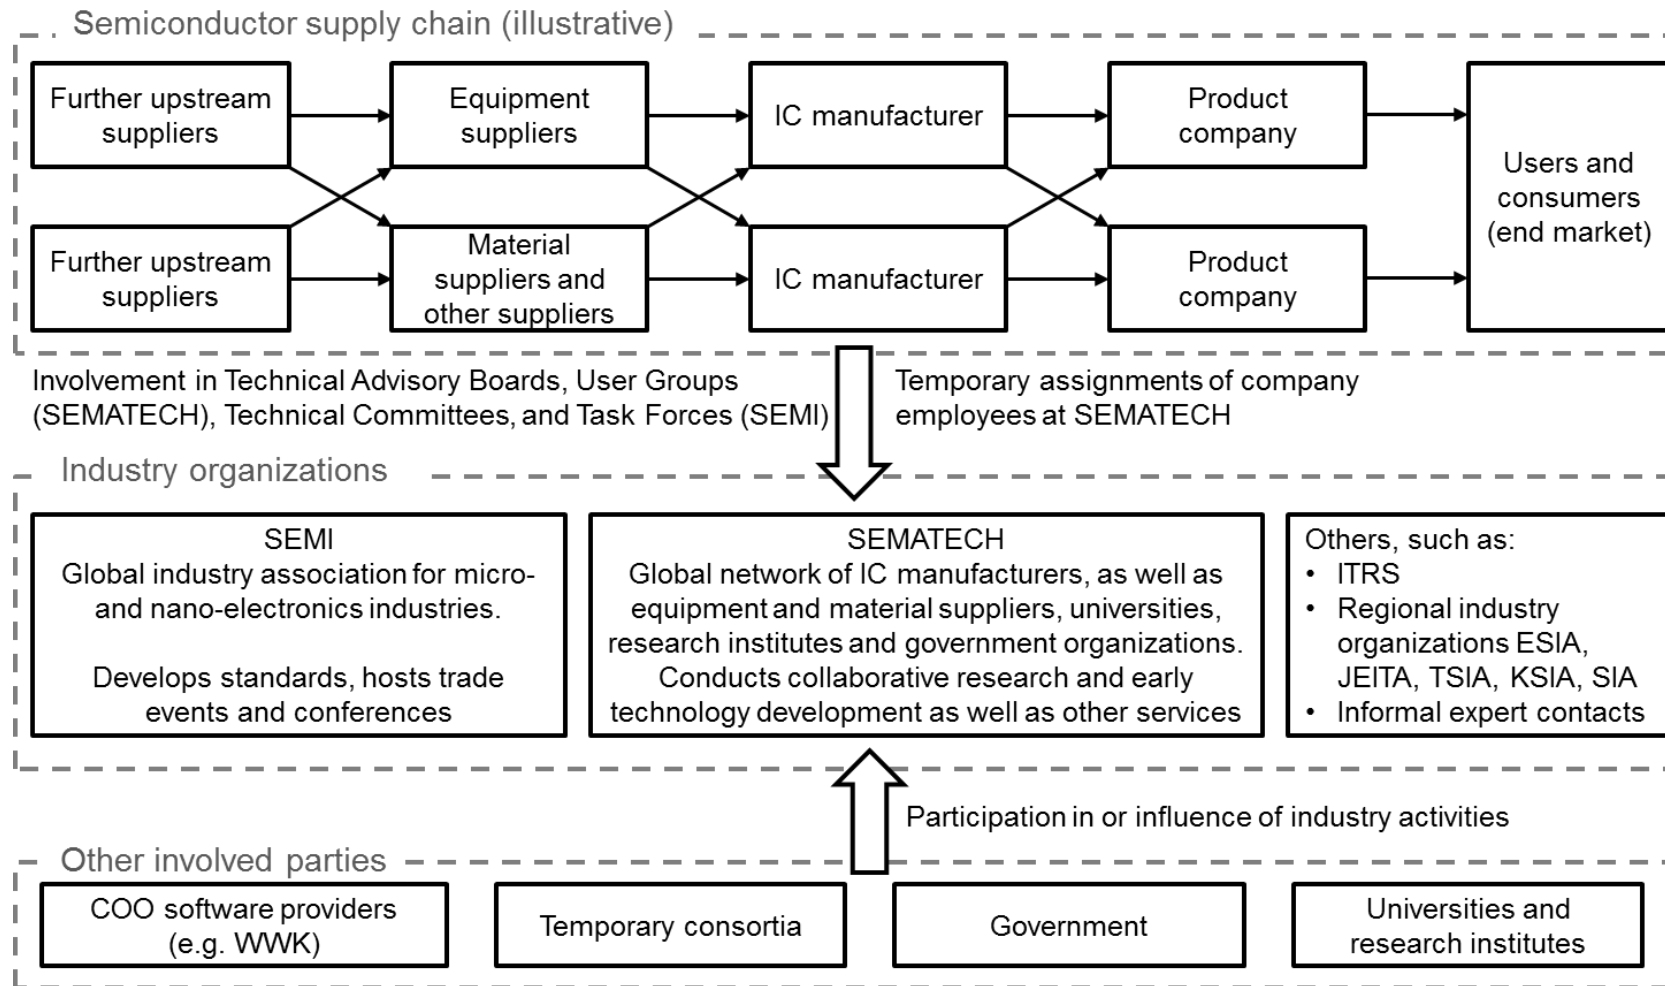 Semiconductor supply chain (illustrative)
Further upstream
suppliers
Equipment
suppliers
IC manufacturer
Product
company
Users and
consumers
(end market)
Further upstream
suppliers
Material
suppliers and
other suppliers
IC manufacturer
Product
company
Involvement in Technical Advisory Boards, User Groups
(SEMATECH), Technical Committees, and Task Forces (SEMI)
Temporary assignments of company
employees at SEMATECH
Industry organizations
SEMI
Global industry association for micro-
and nano-electronics industries.
Develops standards, hosts trade
events and conferences
SEMATECH
Global network of IC manufacturers, as well as
equipment and material suppliers, universities,
research institutes and government organizations.
Conducts collaborative research and early
technology development as well as other services
Others, such as:
• ITRS
• Regional industry
organizations ESIA,
JEITA, TSIA, KSIA, SIA
• Informal expert contacts
Participation in or influence of industry activities
Other involved parties
COO software providers
(e.g. WWK)
Temporary consortia
Government
Universities and
research institutes